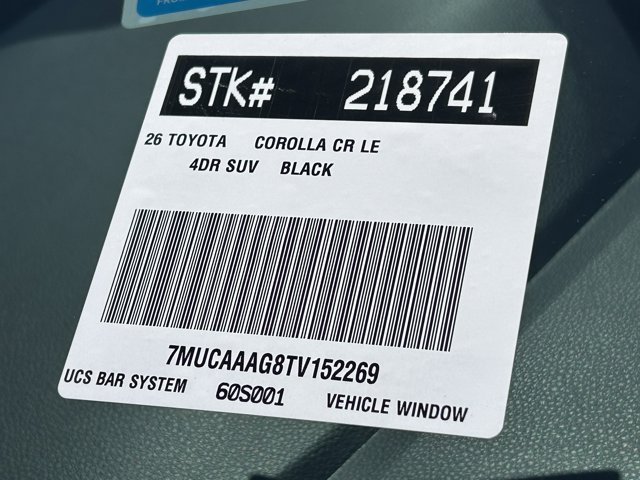 STK# 218741
26 TOYOTA COROLLA CR LE
4DR SUV BLACK
7MUCAAAG8TV152269
UCS BAR SYSTEM 60S001 VEHICLE WINDOW